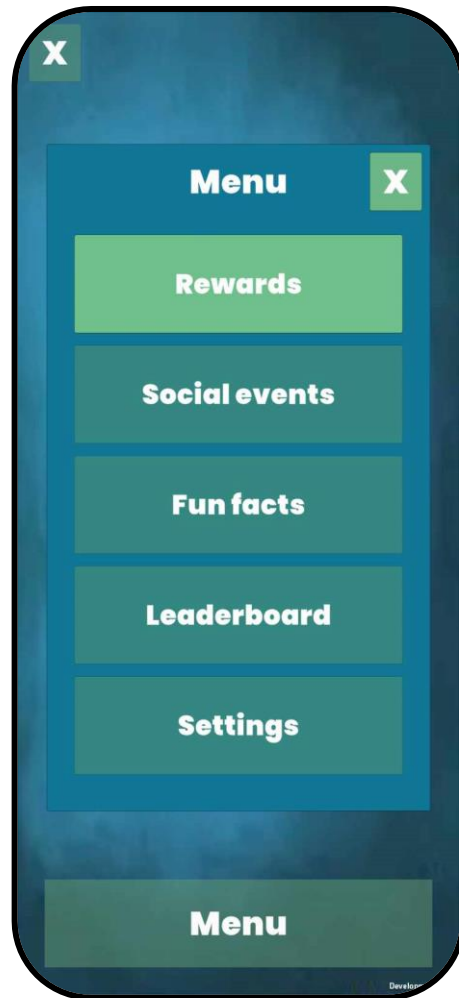 X
Menu
X
Rewards
Social events
Fun facts
Leaderboard
Settings
Menu